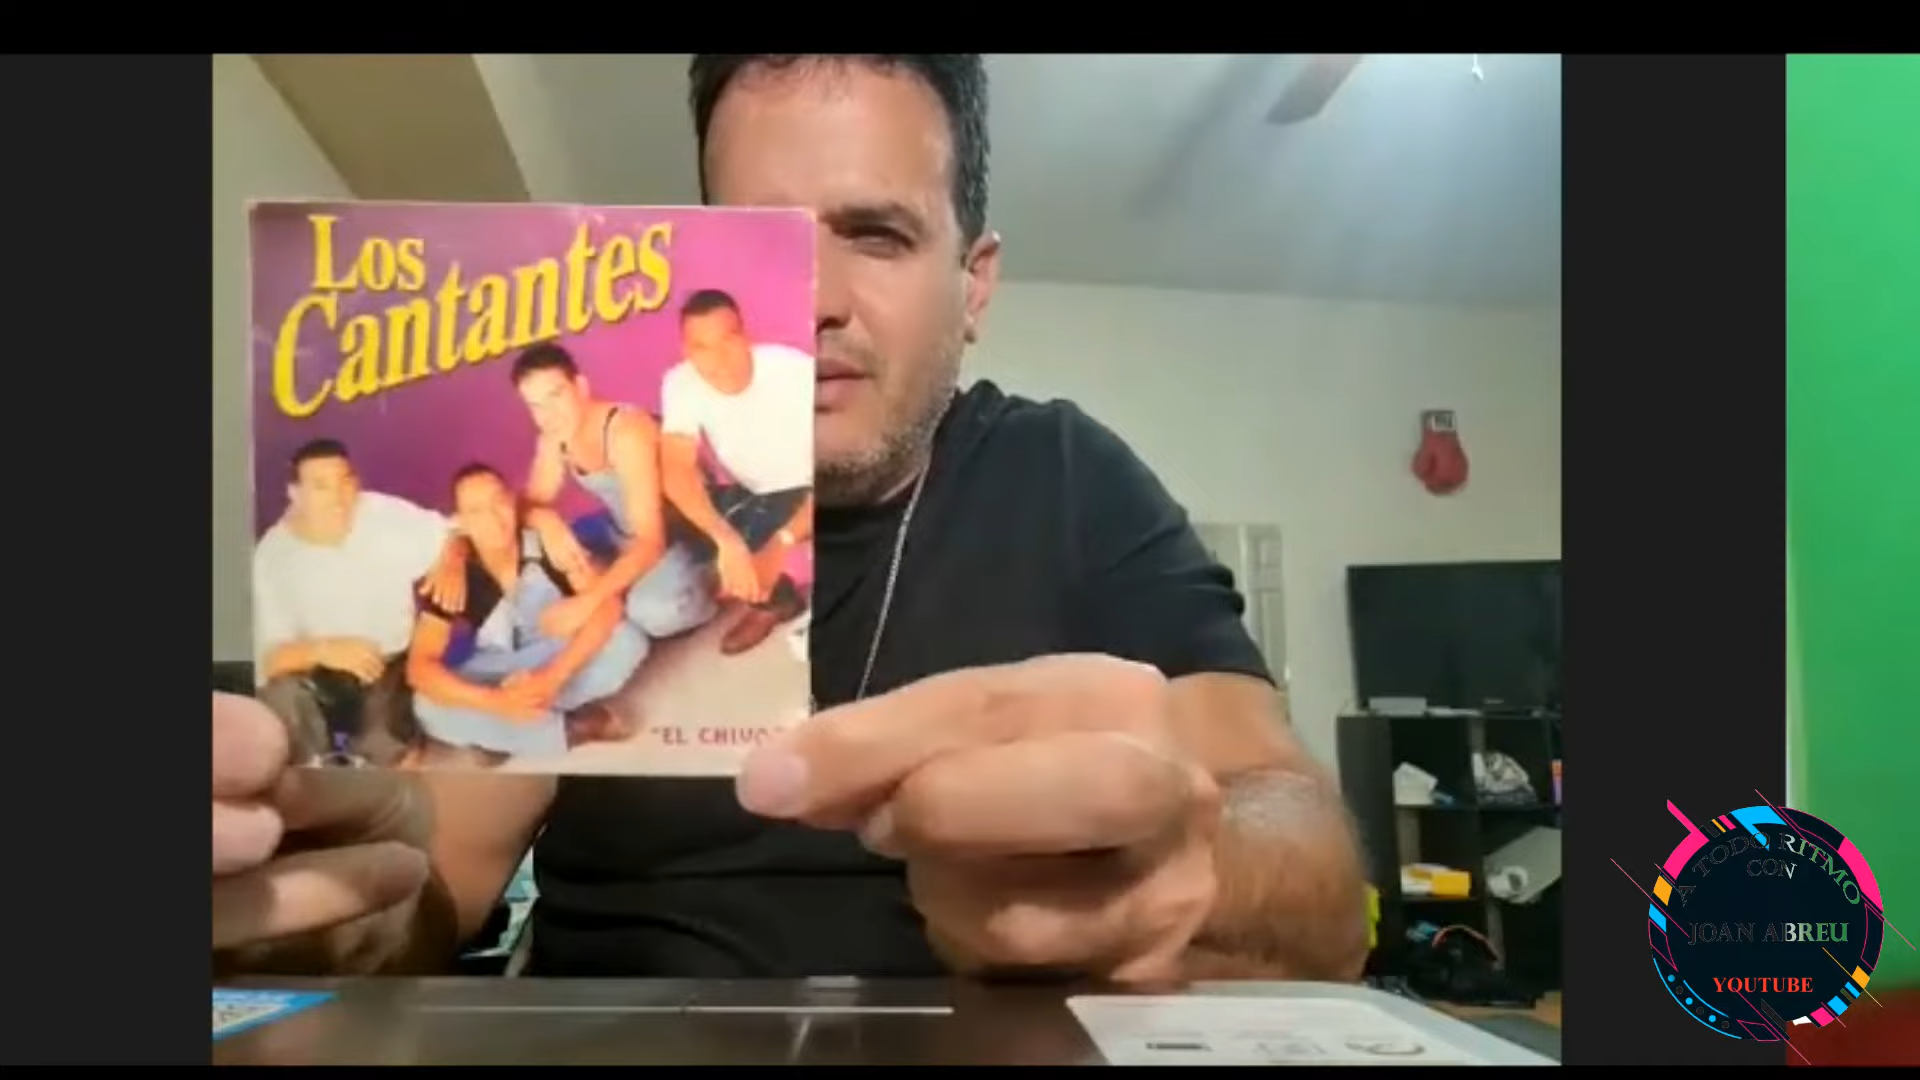 Los
Cantantes
"EL CHIVO"
A TODO RITMO
CON
JOAN ABREU
YOUTUBE